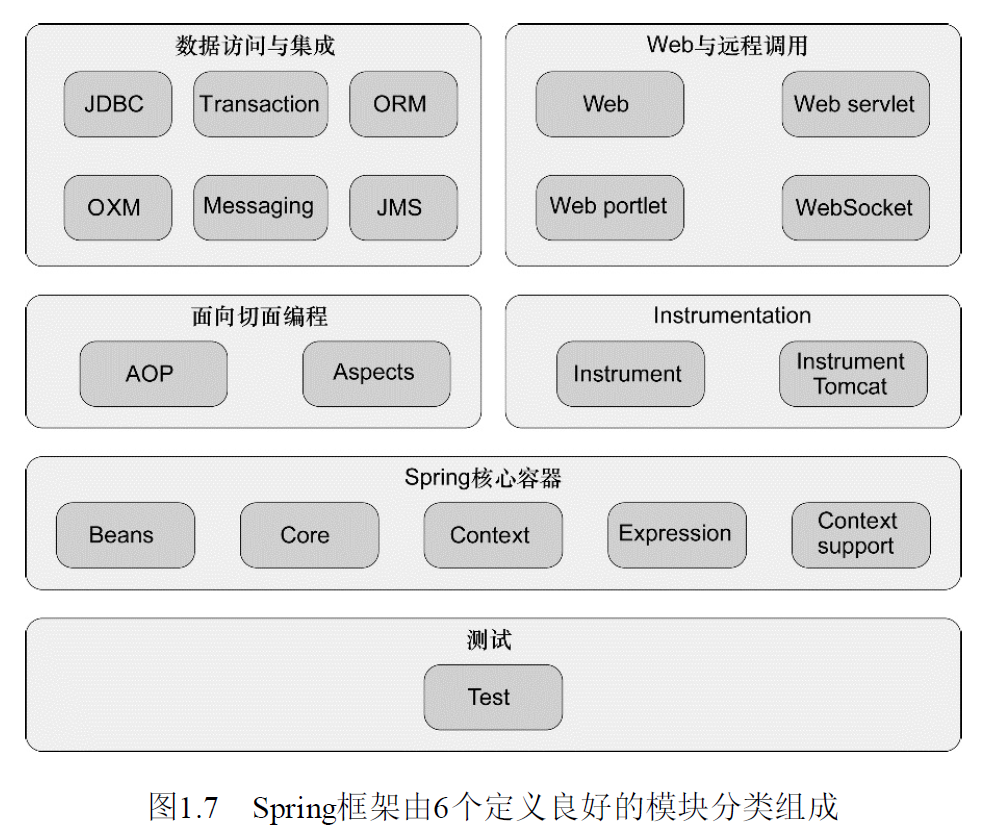 数据访问与集成
JDBC
Transaction
ORM
OXM
Messaging
JMS
Web与远程调用
Web
Web servlet
Web portlet
WebSocket
面向切面编程
AOP
Aspects
Instrumentation
Instrument
Instrument
Tomcat
Spring核心容器
Beans
Core
Context
Expression
Context
support
测试
Test
图1.7 Spring框架由6个定义良好的模块分类组成